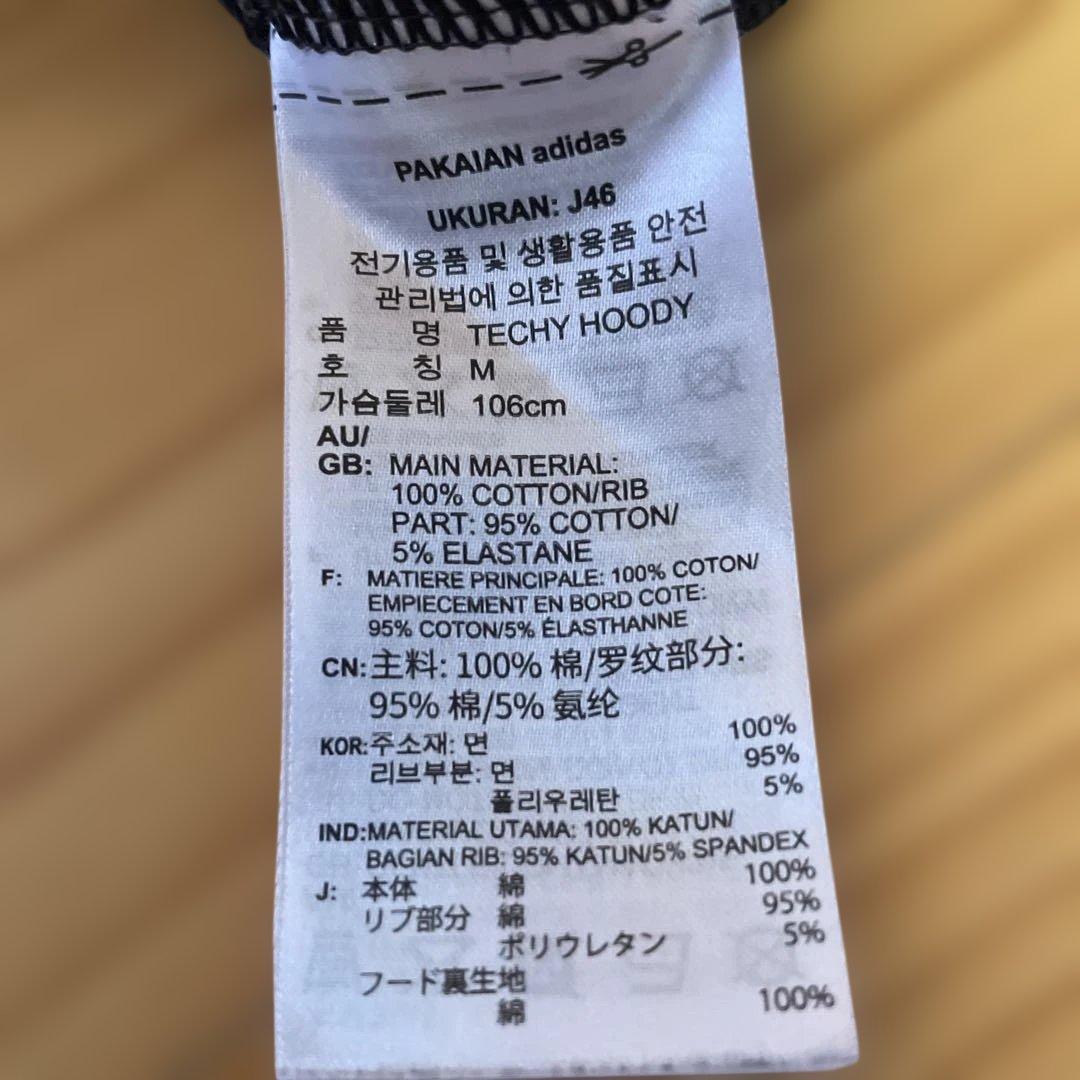 PAKAIAN adidas
UKURAN: J46
전기용품 및 생활용품 안전
관리법에 의한 품질표시
품 명 TECHY HOODY
호 칭 M
가슴둘레 106cm
AU/
GB: MAIN MATERIAL:
100% COTTON/RIB
PART: 95% COTTON/
5% ELASTANE
F: MATIERE PRINCIPALE: 100% COTON/
EMPIECEMENT EN BORD COTE:
95% COTON/5% ÉLASTHANNE
CN: 主料: 100% 棉/罗纹部分:
95% 棉/5% 氨纶
KOR: 주소재: 면 100%
리브부분: 면 95%
폴리우레탄 5%
IND: MATERIAL UTAMA: 100% KATUN/
BAGIAN RIB: 95% KATUN/5% SPANDEX
J: 本体 綿 100%
リブ部分 綿 95%
ポリウレタン 5%
フード裏生地
綿 100%